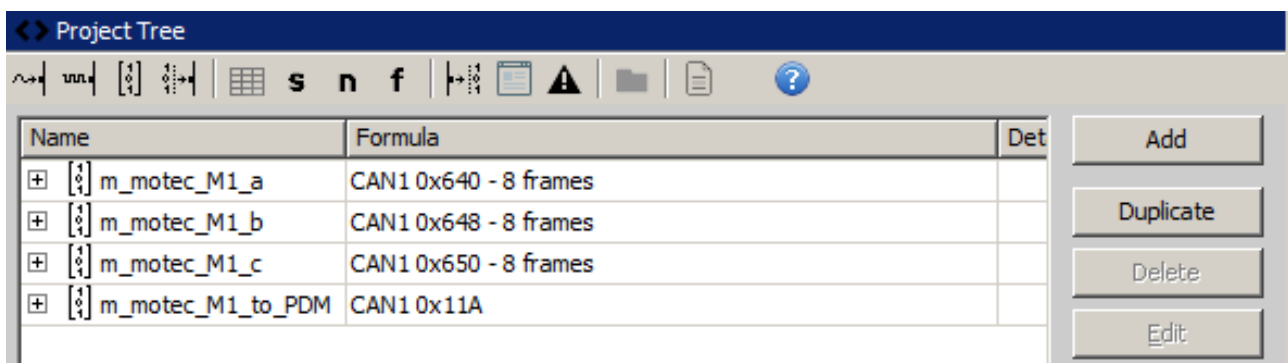 Project Tree
s n f
Name Formula Det
Add
m_motec_M1_a CAN1 0x640 - 8 frames
m_motec_M1_b CAN1 0x648 - 8 frames
Duplicate
m_motec_M1_c CAN1 0x650 - 8 frames
Delete
m_motec_M1_to_PDM CAN1 0x11A
Edit